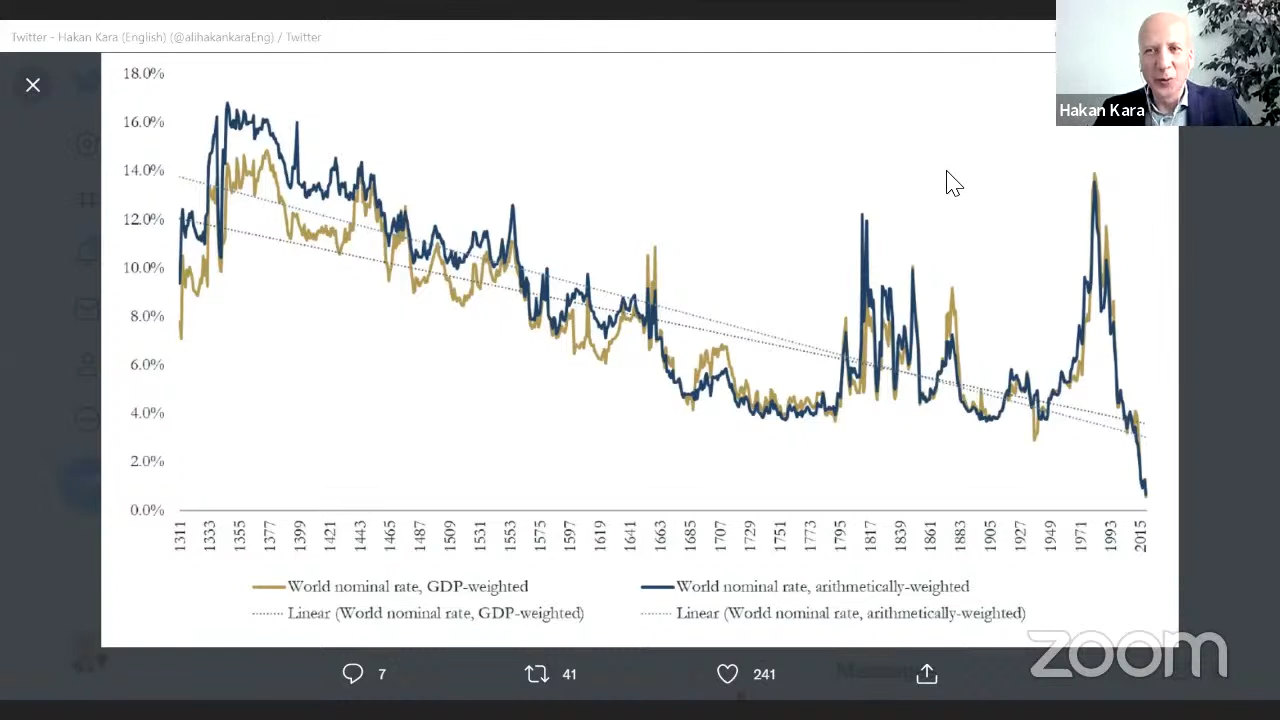 Twitter - Hakan Kara (English) (@alihakankaraEng) / Twitter
Hakan Kara
18.0%
16.0%
14.0%
12.0%
10.0%
8.0%
6.0%
4.0%
2.0%
0.0%
1311 1333 1355 1377 1399 1421 1443 1465 1487 1509 1531 1553 1575 1597 1619 1641 1663 1685 1707 1729 1751 1773 1795 1817 1839 1861 1883 1905 1927 1949 1971 1993 2015
World nominal rate, GDP-weighted World nominal rate, arithmetically-weighted
Linear (World nominal rate, GDP-weighted) Linear (World nominal rate, arithmetically-weighted)
7 41 241
zoom